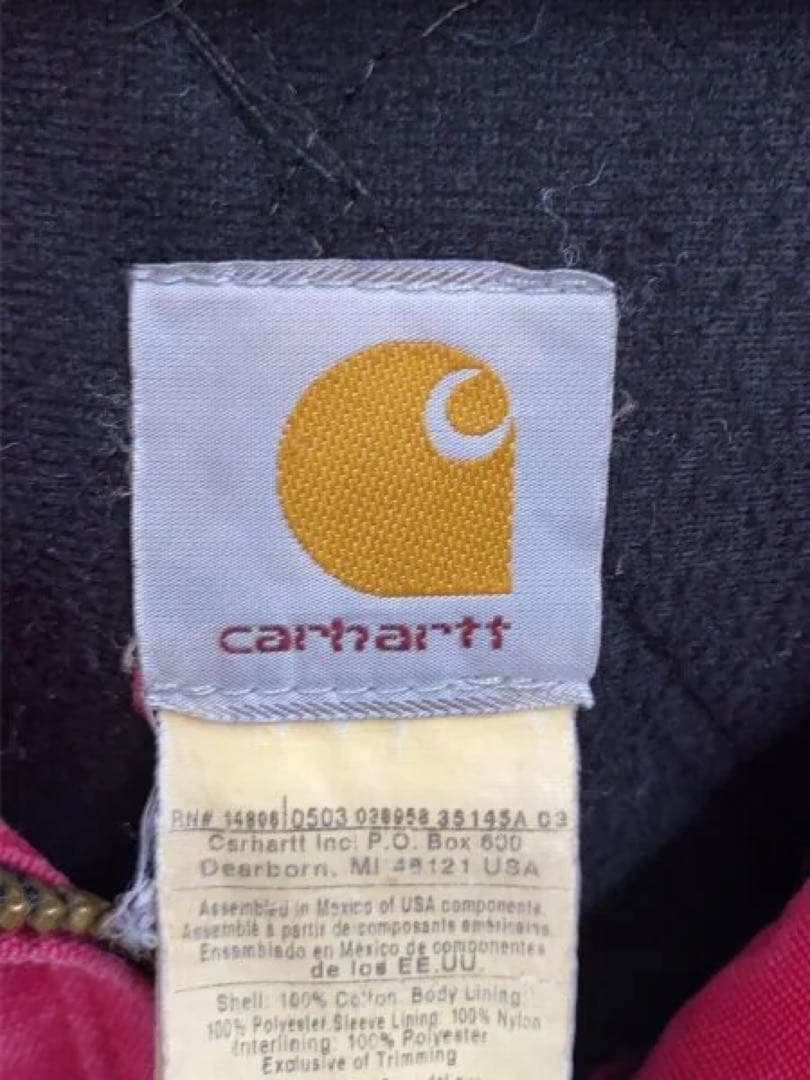 carhartt
RN# 14806 0503 028958 35145A 03
Carhartt Inc. P.O. Box 600
Dearborn, MI 48121 USA
Assembled in Mexico of USA components.
Assemblé à partir de composants américains
Ensamblado en México de componentes
de los EE.UU.
Shell: 100% Cotton Body Lining:
100% Polyester Sleeve Lining: 100% Nylon
Interlining: 100% Polyester
Exclusive of Trimming